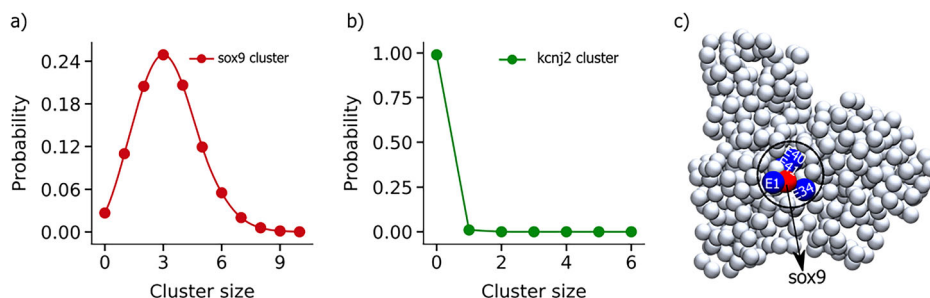 a)
sox9 cluster
Probability
0.24
0.18
0.12
0.06
0.00
0
3
6
9
Cluster size
b)
kcnj2 cluster
Probability
1.00
0.75
0.50
0.25
0.00
0
2
4
6
Cluster size
c)
E40
E41
E1
E34
sox9